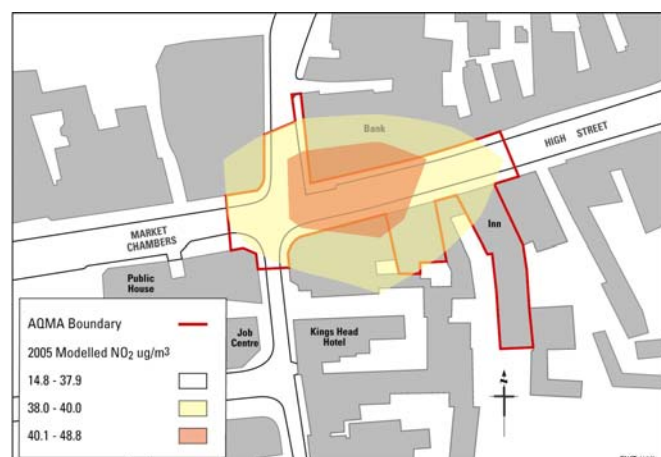 Bank
HIGH STREET
MARKET
CHAMBERS
Inn
Public
House
Job
Centre
Kings Head
Hotel
AQMA Boundary
2005 Modelled NO2 ug/m³
14.8 - 37.9
38.0 - 40.0
40.1 - 48.8
N